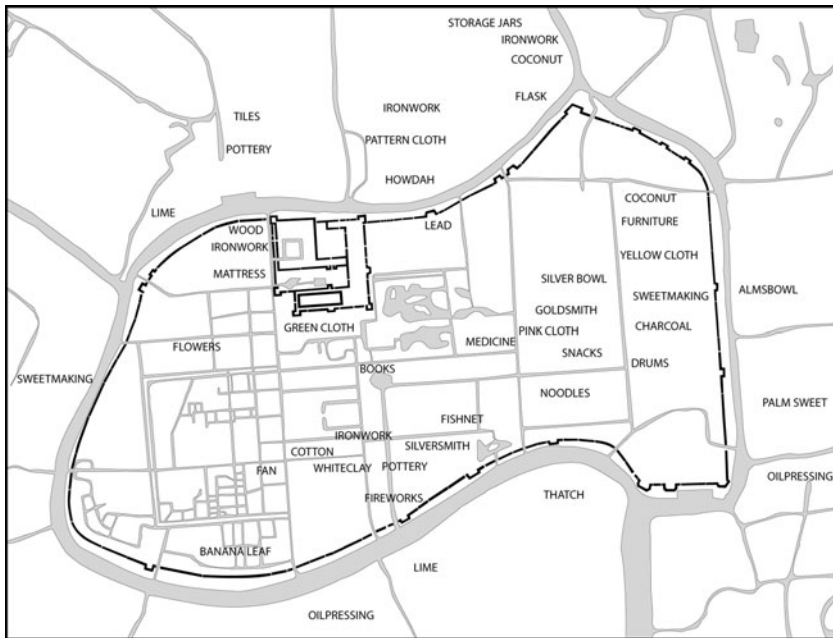 STORAGE JARS
IRONWORK
COCONUT
FLASK
IRONWORK
TILES
PATTERN CLOTH
POTTERY
HOWDAH
COCONUT
LIME
FURNITURE
WOOD
LEAD
IRONWORK
YELLOW CLOTH
MATTRESS
SILVER BOWL
ALMSBOWL
SWEETMAKING
GOLDSMITH
GREEN CLOTH
PINK CLOTH
CHARCOAL
FLOWERS
MEDICINE
SNACKS
DRUMS
BOOKS
SWEETMAKING
NOODLES
PALM SWEET
FISHNET
IRONWORK
SILVERSMITH
COTTON
FAN
WHITECLAY
POTTERY
OILPRESSING
FIREWORKS
THATCH
BANANA LEAF
LIME
OILPRESSING